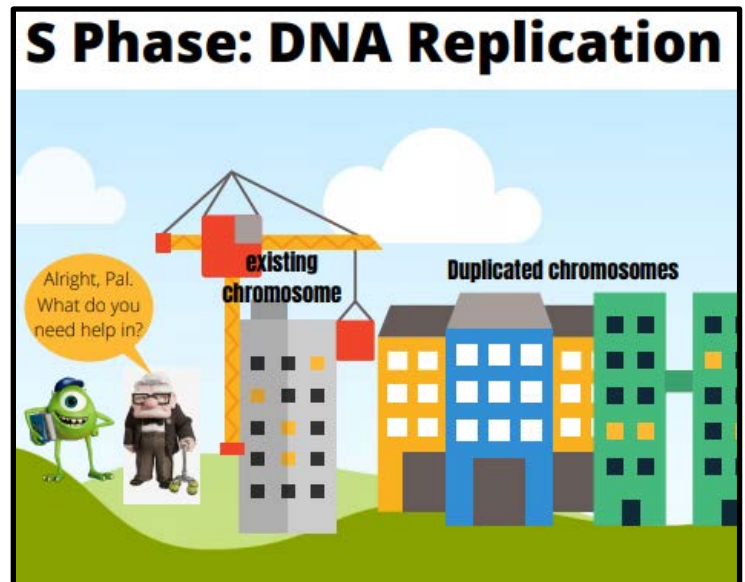 S Phase: DNA Replication
existing
chromosome
Duplicated chromosomes
Alright, Pal.
What do you
need help in?